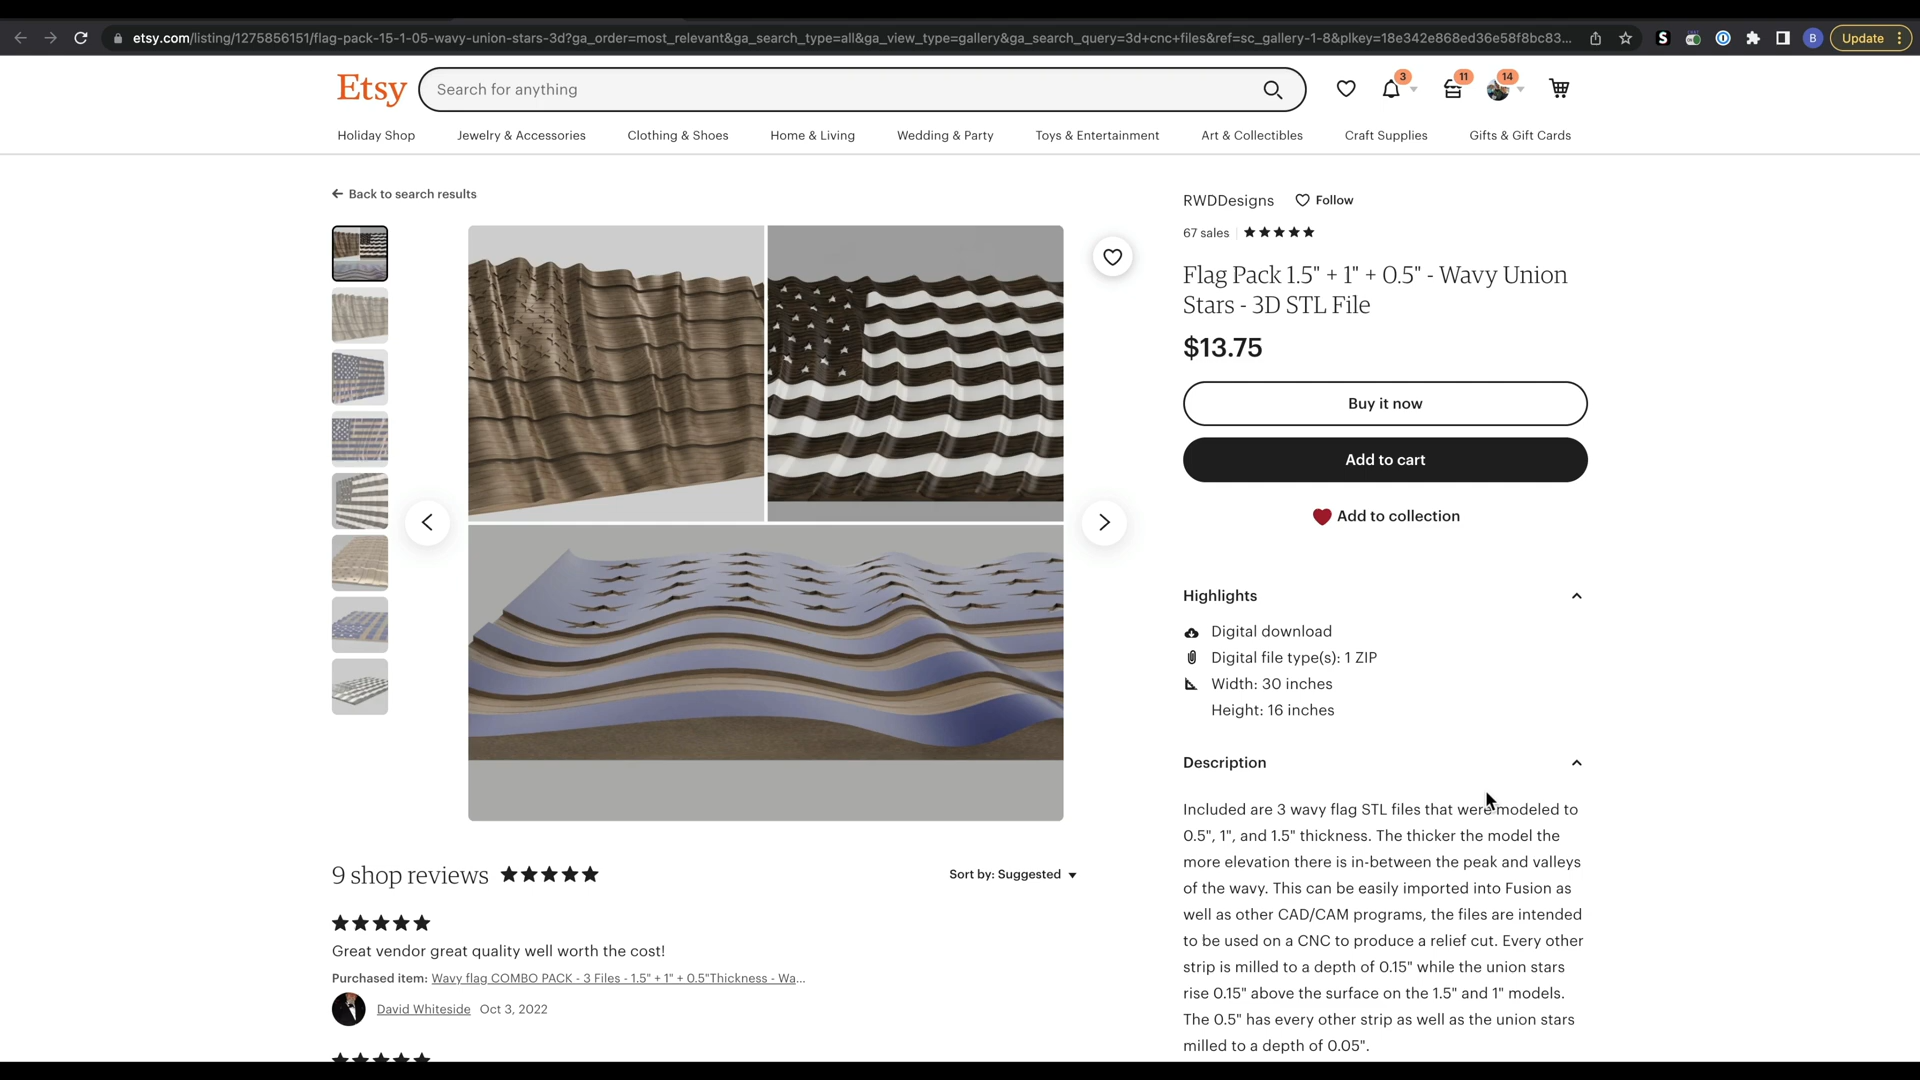 etsy.com/listing/1275856151/flag-pack-15-1-05-wavy-union-stars-3d?ga_order=most_relevant&ga_search_type=all&ga_view_type=gallery&ga_search_query=3d+cnc+files&ref=sc_gallery-1-8&plkey=18e342e868ed36e58f8bc83...
S
B
Update
Etsy
Search for anything
3
11
14
Holiday Shop
Jewelry & Accessories
Clothing & Shoes
Home & Living
Wedding & Party
Toys & Entertainment
Art & Collectibles
Craft Supplies
Gifts & Gift Cards
Back to search results
RWDDesigns
Follow
67 sales
Flag Pack 1.5" + 1" + 0.5" - Wavy Union
Stars - 3D STL File
$13.75
Buy it now
Add to cart
Add to collection
Highlights
Digital download
Digital file type(s): 1 ZIP
Width: 30 inches
Height: 16 inches
Description
Included are 3 wavy flag STL files that were modeled to
0.5", 1", and 1.5" thickness. The thicker the model the
more elevation there is in-between the peak and valleys
of the wavy. This can be easily imported into Fusion as
well as other CAD/CAM programs, the files are intended
to be used on a CNC to produce a relief cut. Every other
strip is milled to a depth of 0.15" while the union stars
rise 0.15" above the surface on the 1.5" and 1" models.
The 0.5" has every other strip as well as the union stars
milled to a depth of 0.05".
9 shop reviews
Sort by: Suggested
Great vendor great quality well worth the cost!
Purchased item: Wavy flag COMBO PACK - 3 Files - 1.5" + 1" + 0.5"Thickness - Wa...
David Whiteside Oct 3, 2022